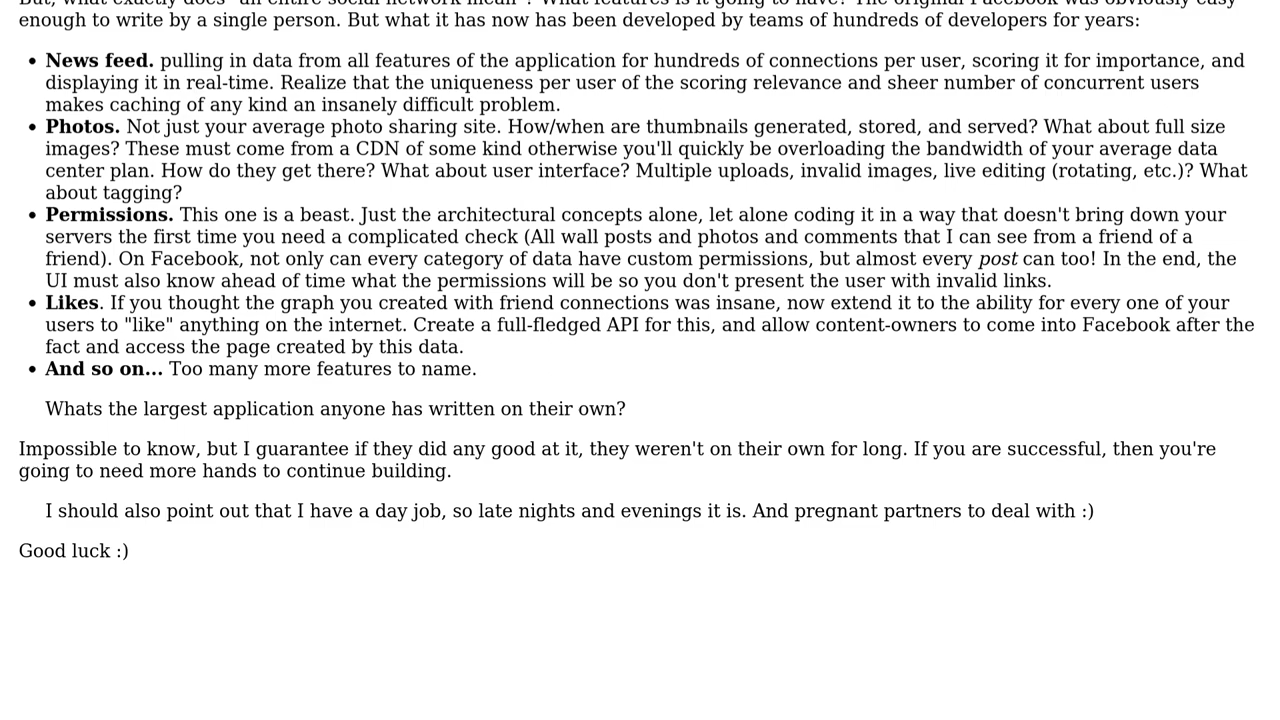 enough to write by a single person. But what it has now has been developed by teams of hundreds of developers for years:
• News feed. pulling in data from all features of the application for hundreds of connections per user, scoring it for importance, and
displaying it in real-time. Realize that the uniqueness per user of the scoring relevance and sheer number of concurrent users
makes caching of any kind an insanely difficult problem.
• Photos. Not just your average photo sharing site. How/when are thumbnails generated, stored, and served? What about full size
images? These must come from a CDN of some kind otherwise you'll quickly be overloading the bandwidth of your average data
center plan. How do they get there? What about user interface? Multiple uploads, invalid images, live editing (rotating, etc.)? What
about tagging?
• Permissions. This one is a beast. Just the architectural concepts alone, let alone coding it in a way that doesn't bring down your
servers the first time you need a complicated check (All wall posts and photos and comments that I can see from a friend of a
friend). On Facebook, not only can every category of data have custom permissions, but almost every post can too! In the end, the
UI must also know ahead of time what the permissions will be so you don't present the user with invalid links.
• Likes. If you thought the graph you created with friend connections was insane, now extend it to the ability for every one of your
users to "like" anything on the internet. Create a full-fledged API for this, and allow content-owners to come into Facebook after the
fact and access the page created by this data.
• And so on... Too many more features to name.
Whats the largest application anyone has written on their own?
Impossible to know, but I guarantee if they did any good at it, they weren't on their own for long. If you are successful, then you're
going to need more hands to continue building.
I should also point out that I have a day job, so late nights and evenings it is. And pregnant partners to deal with :)
Good luck :)